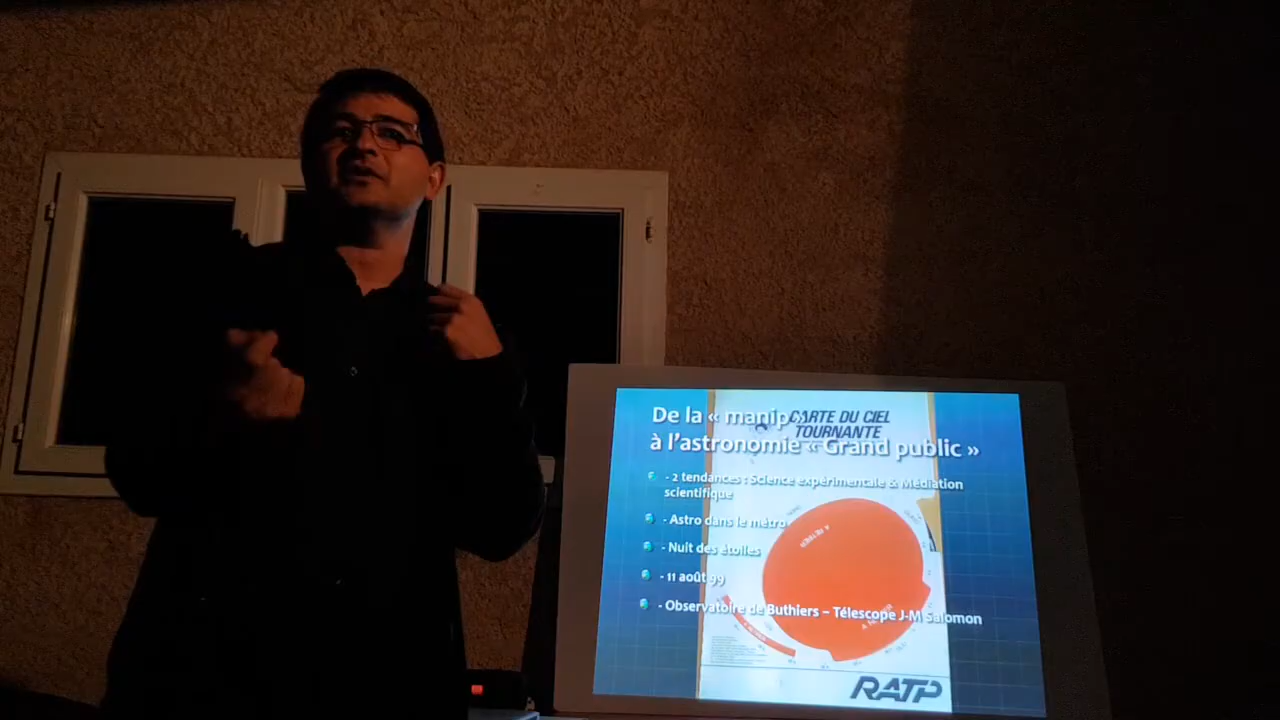 De la « manip »
à l'astronomie « Grand public »
CARTE DU CIEL
TOURNANTE
- 2 tendances : Science expérimentale & Médiation
scientifique
- Astro dans le métro
- Nuit des étoiles
- 11 août 99
- Observatoire de Buthiers – Télescope J-M Salomon
RATP